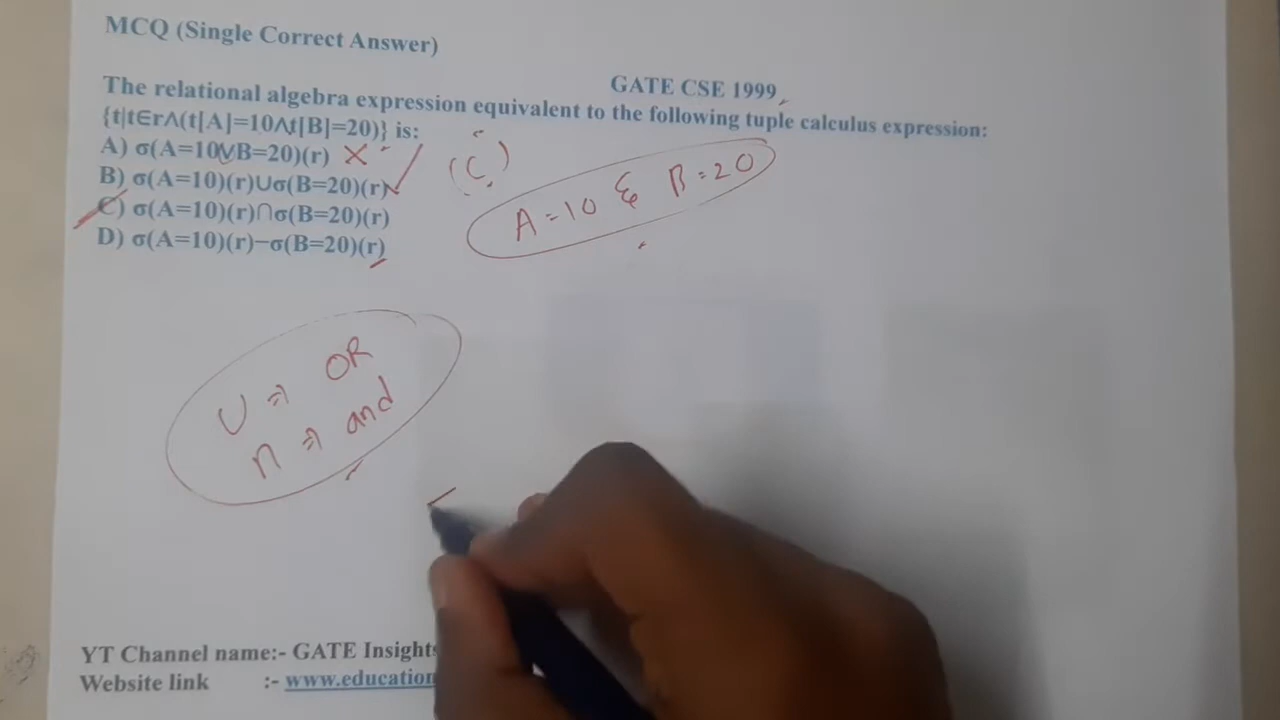 MCQ (Single Correct Answer)
GATE CSE 1999
The relational algebra expression equivalent to the following tuple calculus expression:
{t|t∈r∧(t[A]=10∧t[B]=20)} is:
A) σ(A=10∨B=20)(r)
B) σ(A=10)(r)∪σ(B=20)(r)
C) σ(A=10)(r)∩σ(B=20)(r)
D) σ(A=10)(r)−σ(B=20)(r)
(C)
A=10 & B=20
U ⇒ OR
n ⇒ and
YT Channel name:- GATE Insights
Website link :- www.education